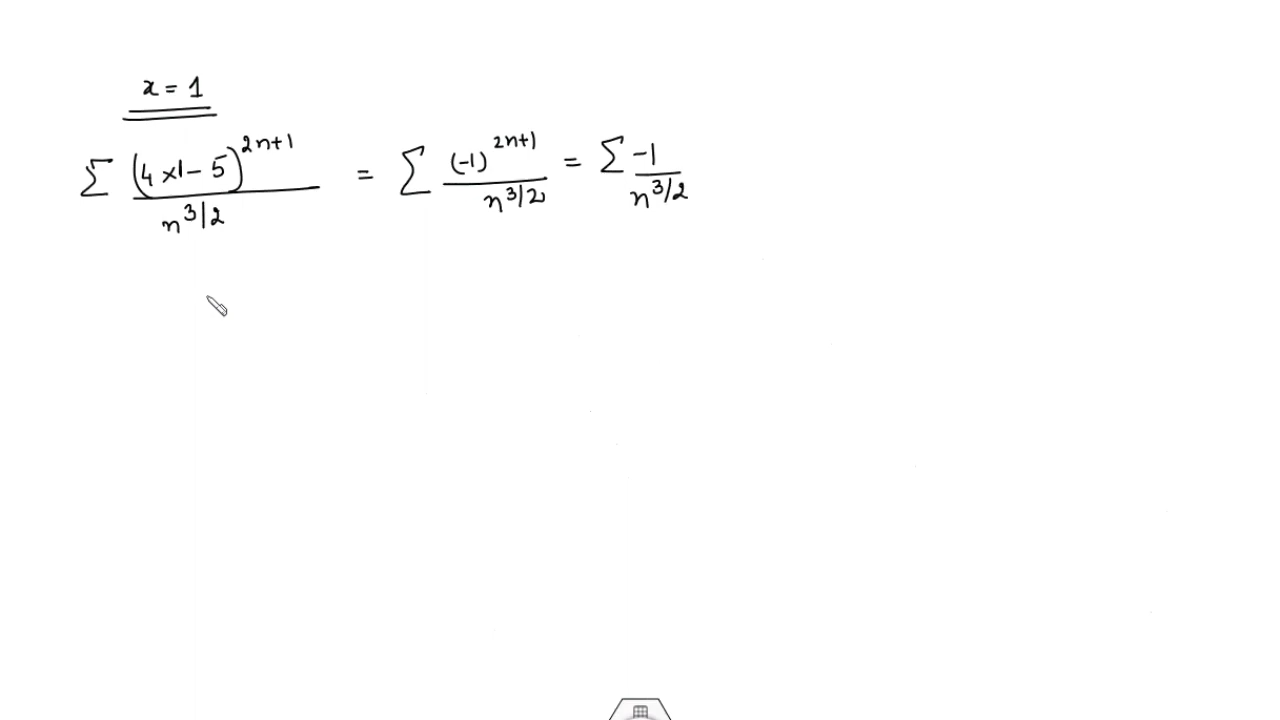 x = 1
∑ (4×1-5)^{2n+1} / n^{3/2} = ∑ (-1)^{2n+1} / n^{3/2} = ∑ -1 / n^{3/2}